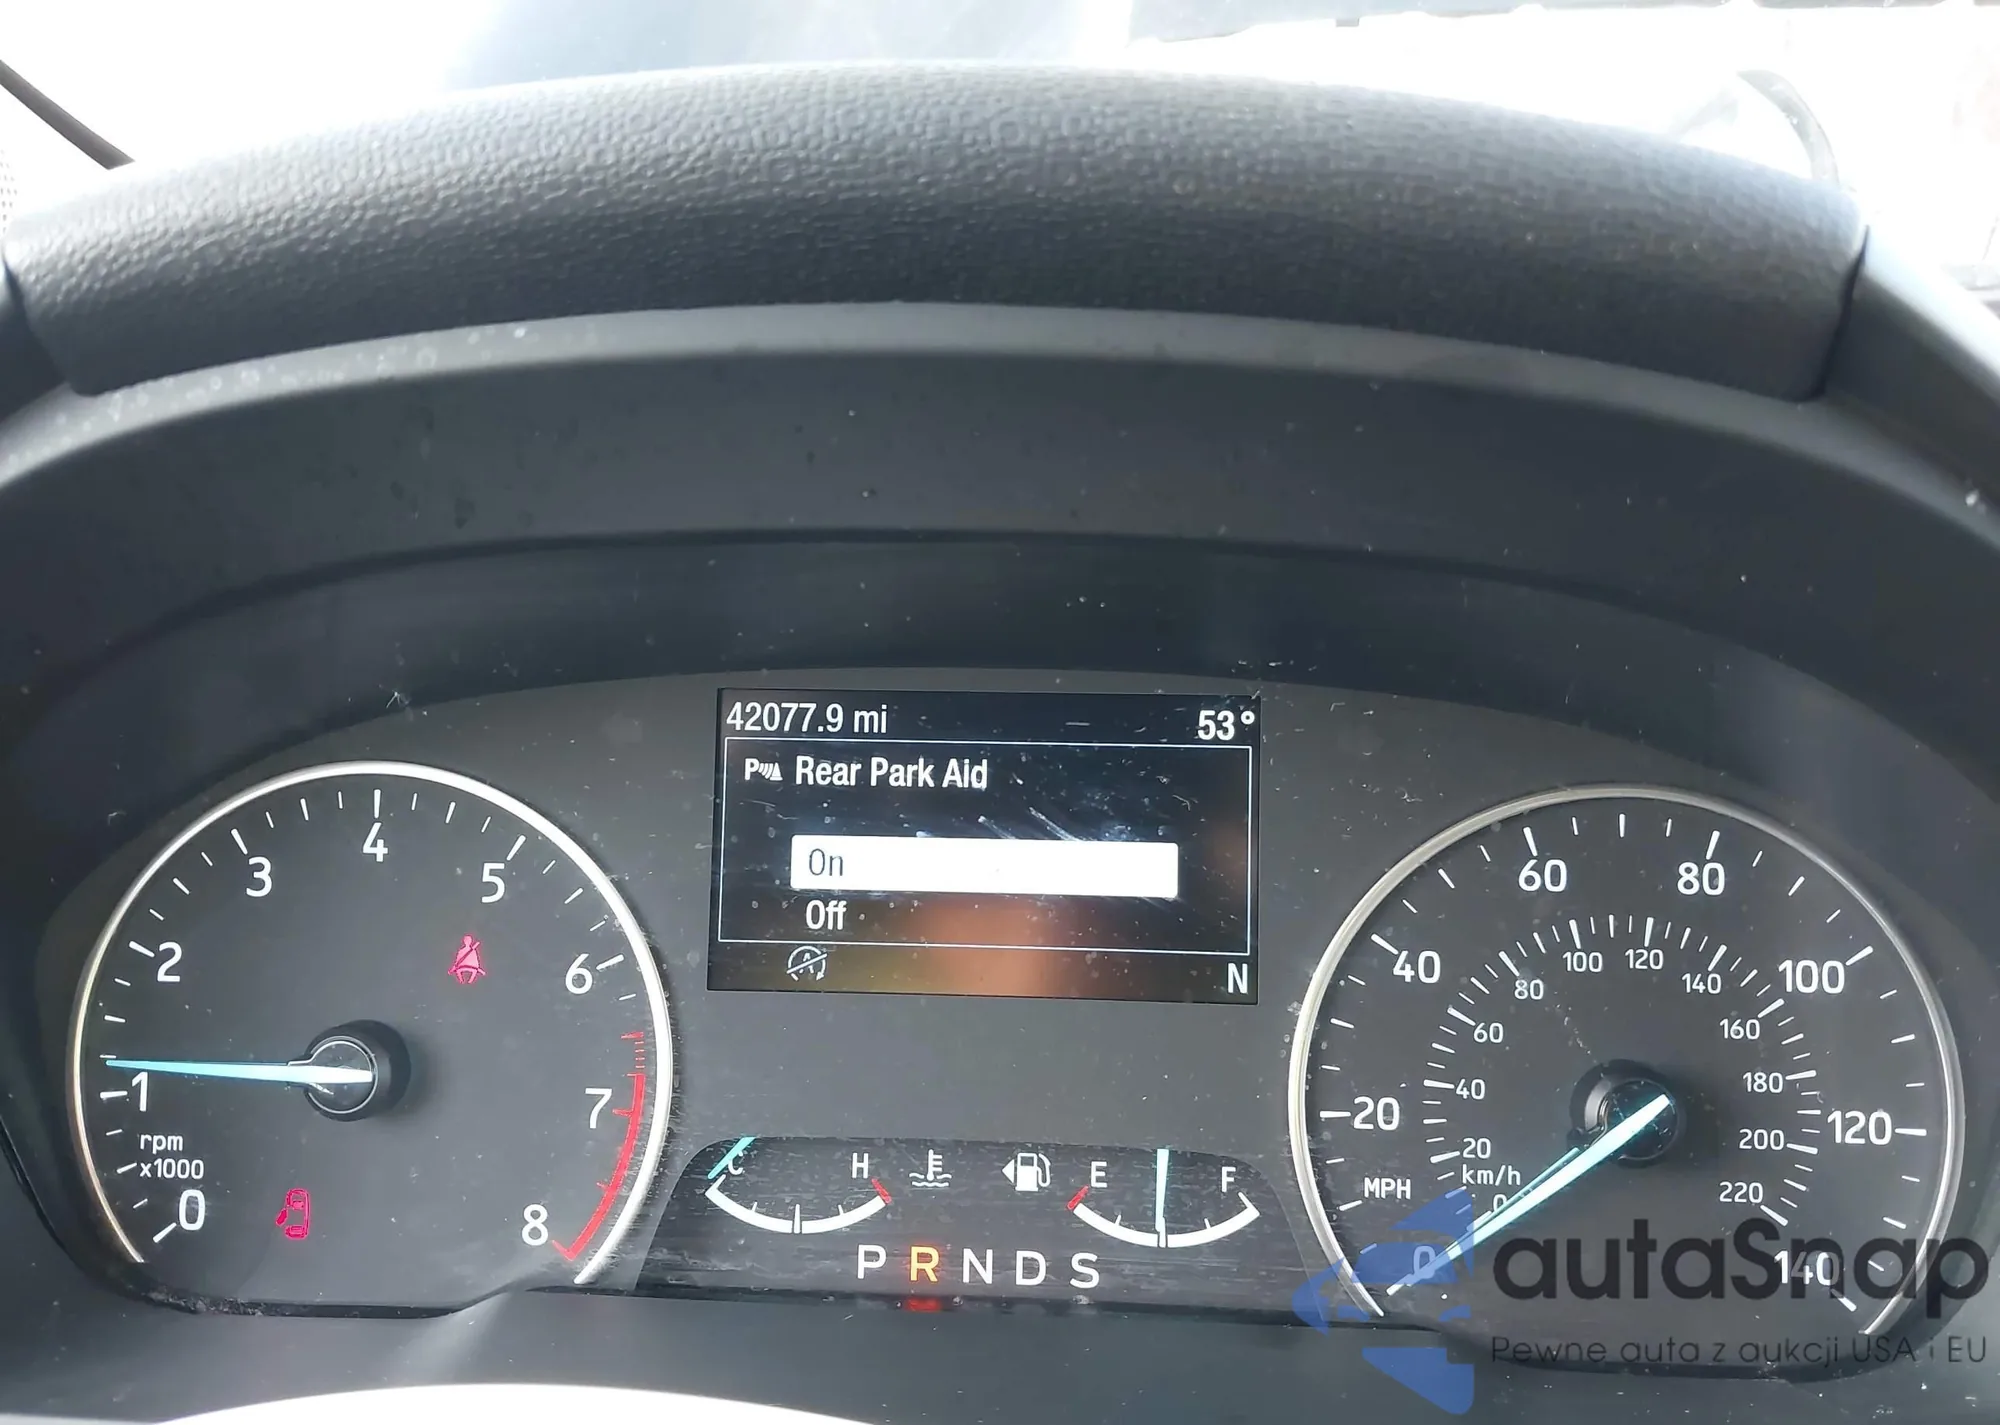 42077.9 mi 53°
P Rear Park Aid
On
Off
A
N
0 1 2 3 4 5 6 7 8
rpm
x1000
C H E F
P R N D S
0 20 40 60 80 100 120 140
MPH
0 20 40 60 80 100 120 140 160 180 200 220
km/h
autaSnap
Pewne auta z aukcji USA i EU